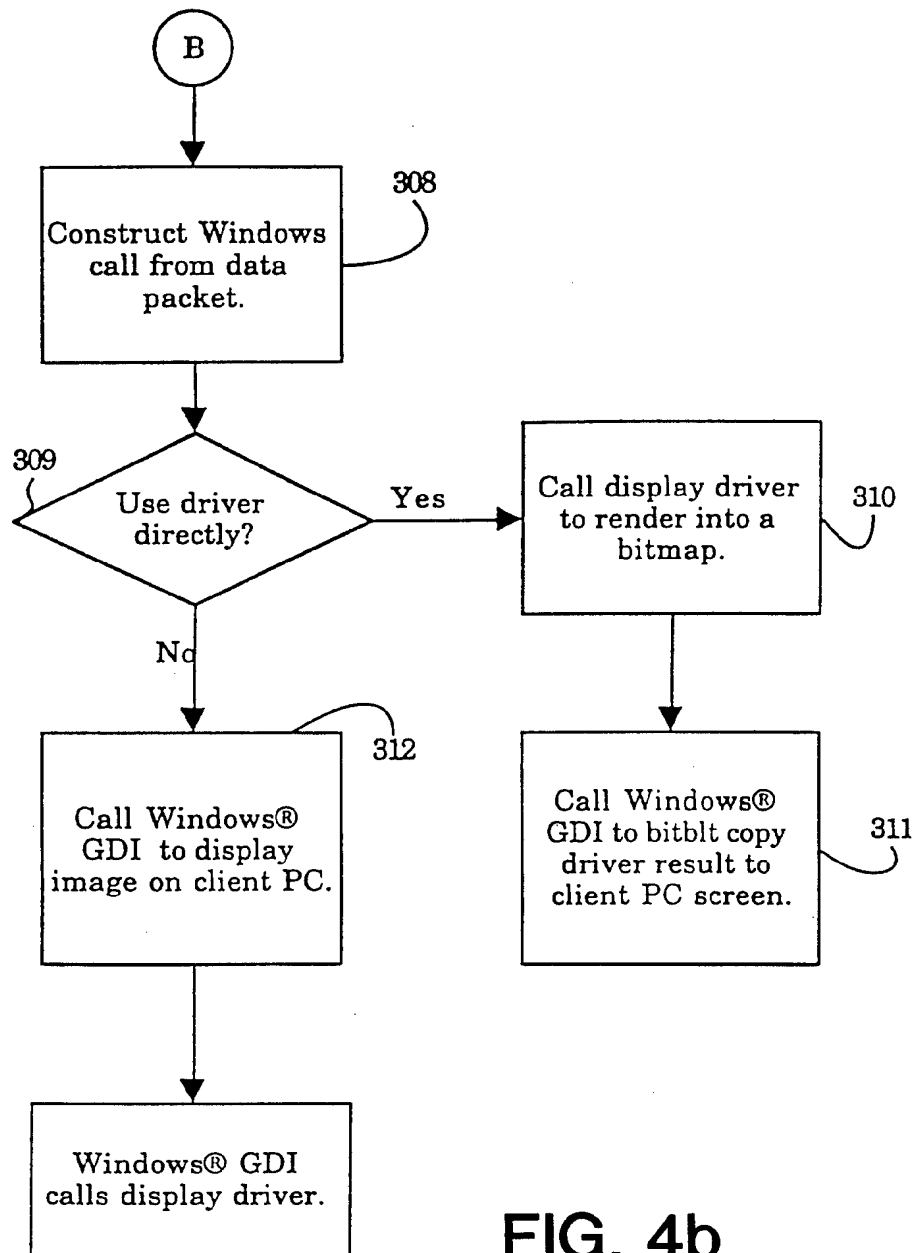 B
308
Construct Windows
call from data
packet.
309
Use driver
directly?
Yes
Call display driver
to render into a
bitmap.
310
No
312
Call Windows®
GDI to display
image on client PC.
Call Windows®
GDI to bitblt copy
driver result to
client PC screen.
311
Windows® GDI
calls display driver.
FIG. 4b